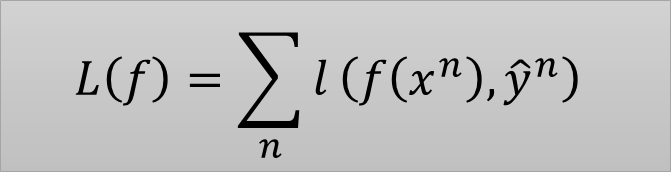 L(f) = ∑ₙ l (f(xⁿ), ŷⁿ)